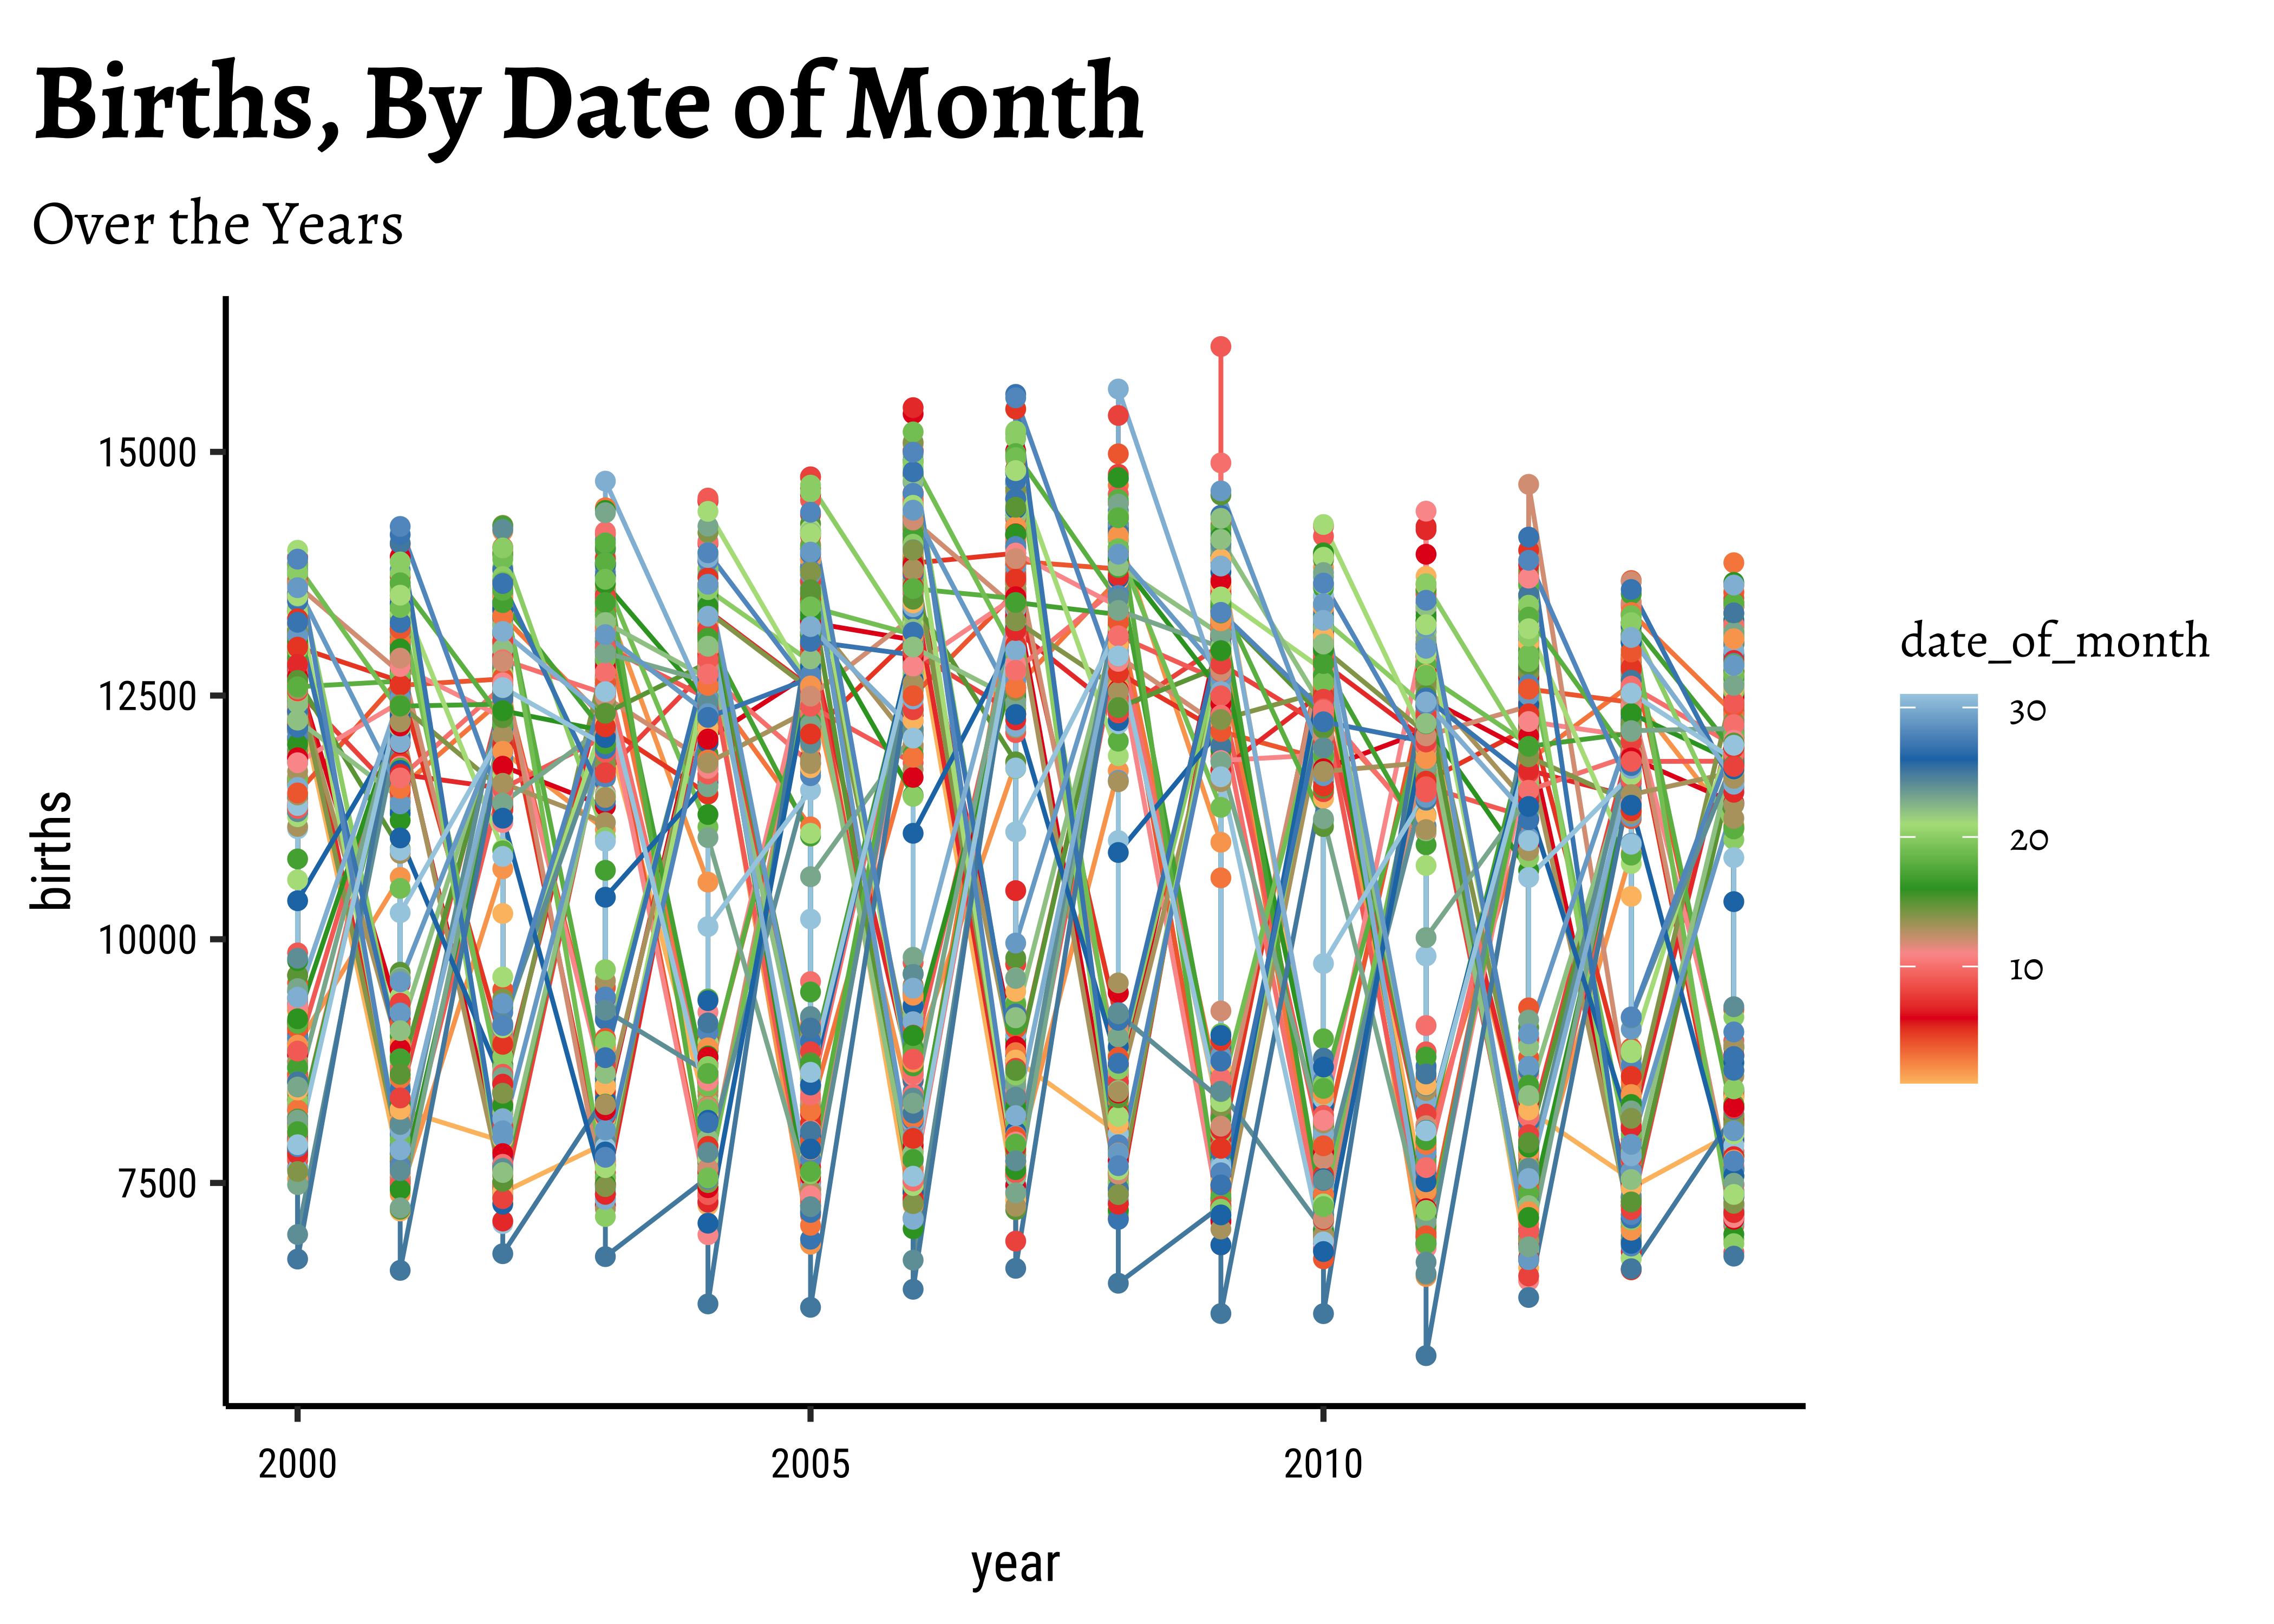 Births, By Date of Month
Over the Years
births
15000
12500
10000
7500
2000
2005
2010
year
date_of_month
30
20
10